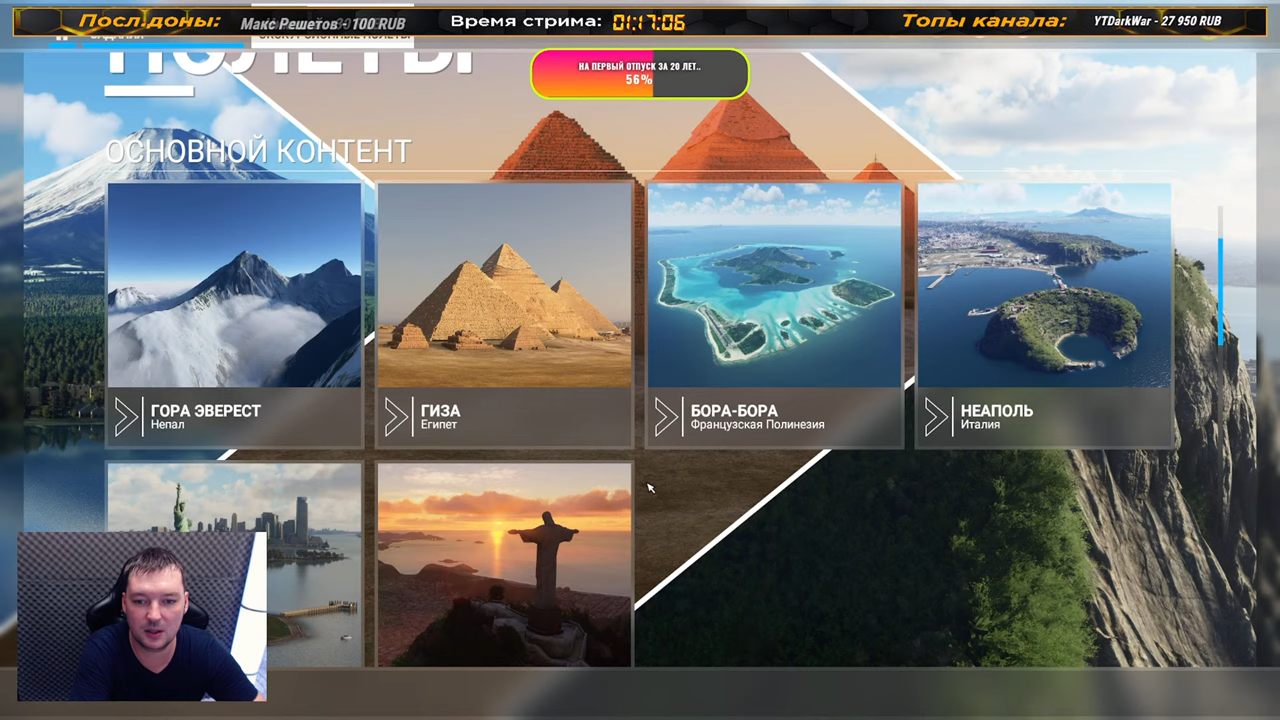 Посл.доны:
Макс Решетов - 100 RUB
Время стрима:
01:17:06
Топы канала:
YTDarkWar - 27 950 RUB
ПОЛЕТЫ
НА ПЕРВЫЙ ОТПУСК ЗА 20 ЛЕТ..
56%
ОСНОВНОЙ КОНТЕНТ
ГОРА ЭВЕРЕСТ
Непал
ГИЗА
Египет
БОРА-БОРА
Французская Полинезия
НЕАПОЛЬ
Италия